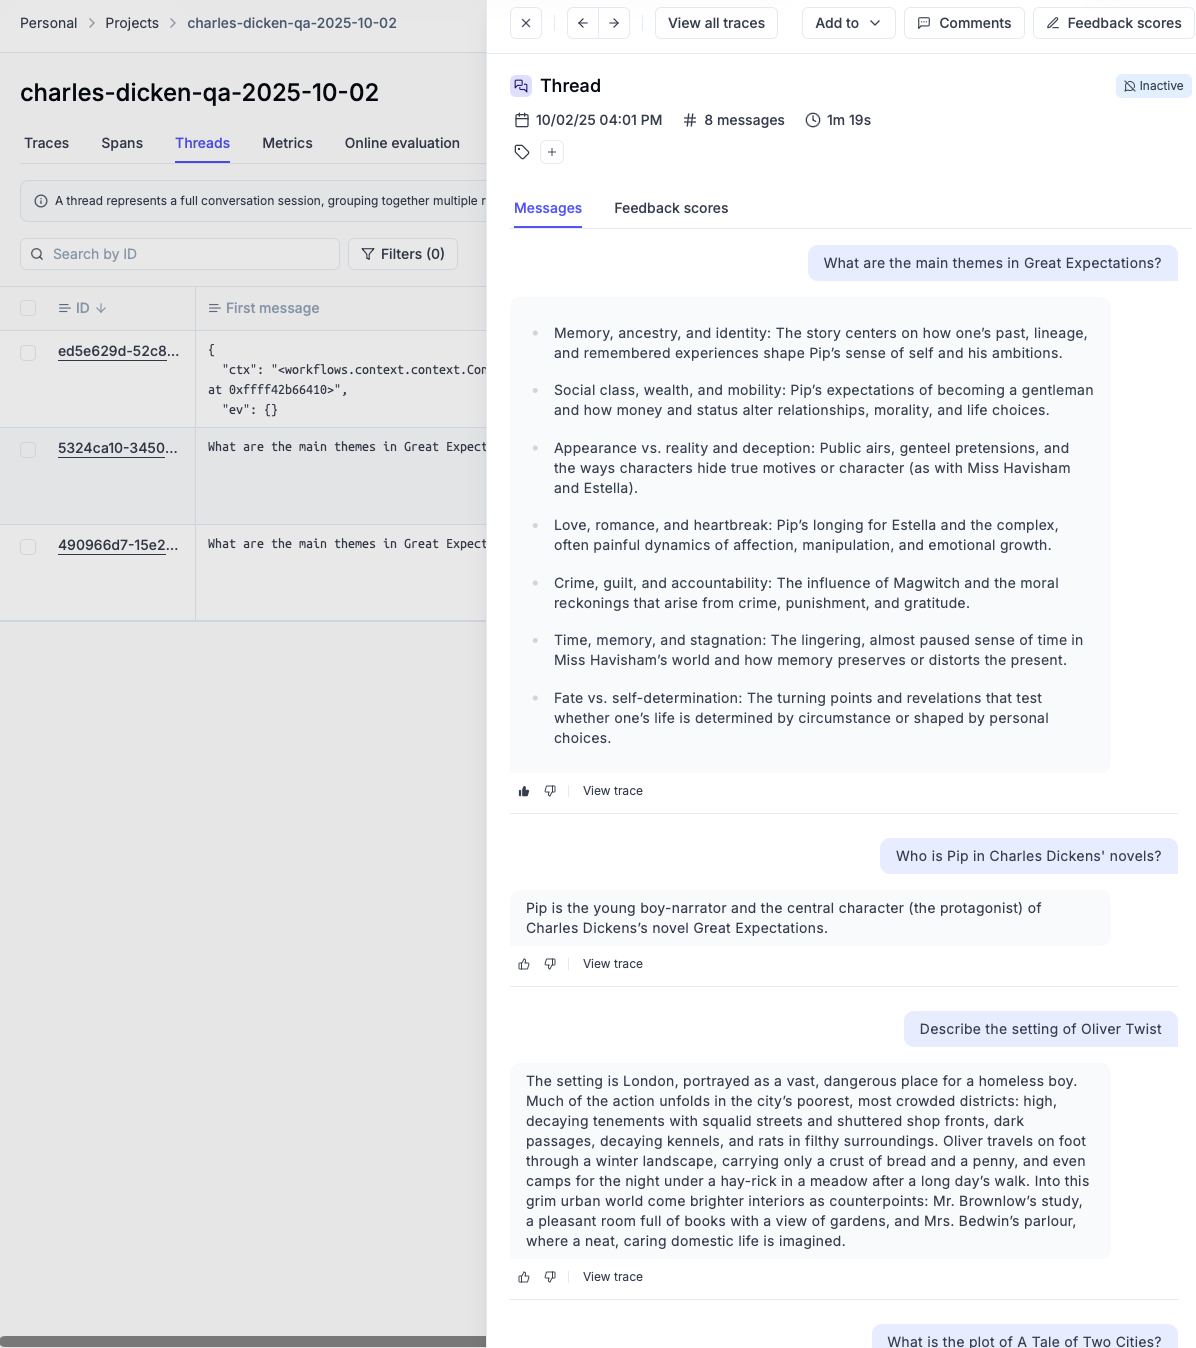 Personal > Projects > charles-dicken-qa-2025-10-02
charles-dicken-qa-2025-10-02
Traces Spans Threads Metrics Online evaluation
A thread represents a full conversation session, grouping together multiple
Search by ID
Filters (0)
ID ↓ First message
ed5e629d-52c8...
{
"ctx": "<workflows.context.context.Con
at 0xffff42b66410>",
"ev": {}
5324ca10-3450... What are the main themes in Great Expect
490966d7-15e2... What are the main themes in Great Expect
View all traces Add to Comments Feedback scores
Thread
Inactive
10/02/25 04:01 PM # 8 messages 1m 19s
+
Messages Feedback scores
What are the main themes in Great Expectations?
• Memory, ancestry, and identity: The story centers on how one’s past, lineage,
and remembered experiences shape Pip’s sense of self and his ambitions.
• Social class, wealth, and mobility: Pip’s expectations of becoming a gentleman
and how money and status alter relationships, morality, and life choices.
• Appearance vs. reality and deception: Public airs, genteel pretensions, and
the ways characters hide true motives or character (as with Miss Havisham
and Estella).
• Love, romance, and heartbreak: Pip’s longing for Estella and the complex,
often painful dynamics of affection, manipulation, and emotional growth.
• Crime, guilt, and accountability: The influence of Magwitch and the moral
reckonings that arise from crime, punishment, and gratitude.
• Time, memory, and stagnation: The lingering, almost paused sense of time in
Miss Havisham’s world and how memory preserves or distorts the present.
• Fate vs. self-determination: The turning points and revelations that test
whether one’s life is determined by circumstance or shaped by personal
choices.
View trace
Who is Pip in Charles Dickens' novels?
Pip is the young boy-narrator and the central character (the protagonist) of
Charles Dickens’s novel Great Expectations.
View trace
Describe the setting of Oliver Twist
The setting is London, portrayed as a vast, dangerous place for a homeless boy.
Much of the action unfolds in the city’s poorest, most crowded districts: high,
decaying tenements with squalid streets and shuttered shop fronts, dark
passages, decaying kennels, and rats in filthy surroundings. Oliver travels on foot
through a winter landscape, carrying only a crust of bread and a penny, and even
camps for the night under a hay-rick in a meadow after a long day’s walk. Into this
grim urban world come brighter interiors as counterpoints: Mr. Brownlow’s study,
a pleasant room full of books with a view of gardens, and Mrs. Bedwin’s parlour,
where a neat, caring domestic life is imagined.
View trace
What is the plot of A Tale of Two Cities?